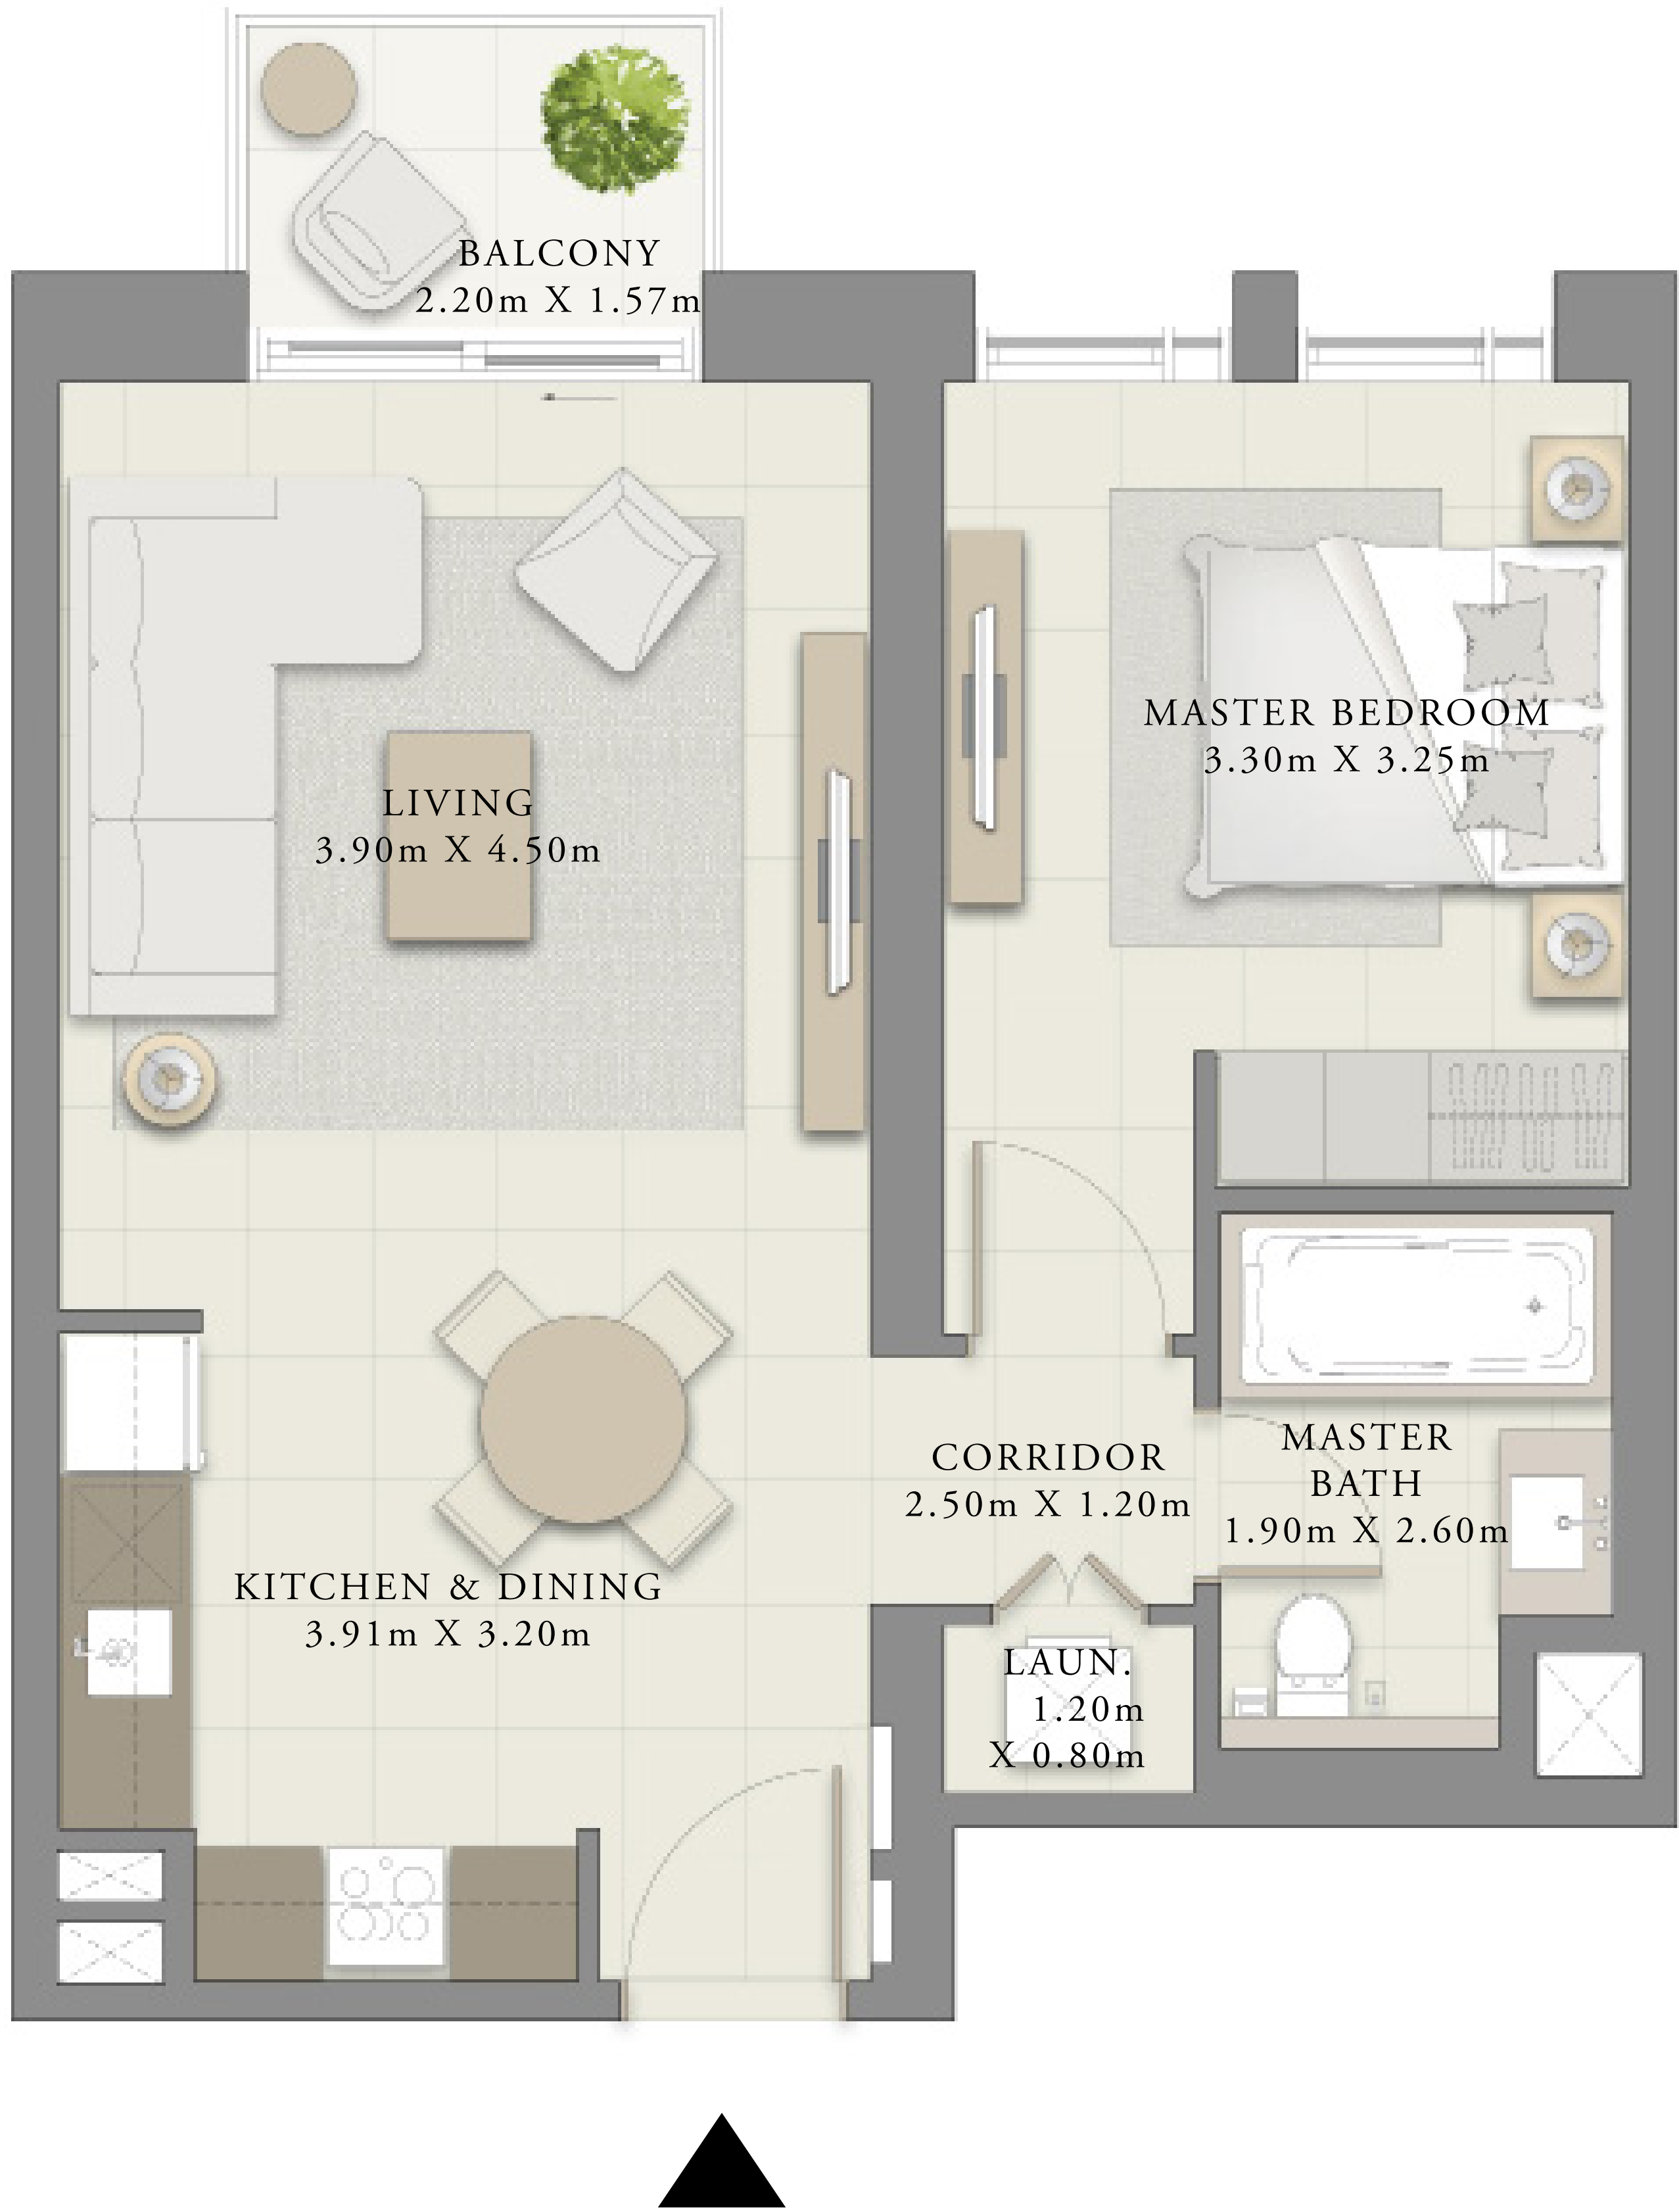 BALCONY
2.20m X 1.57m
MASTER BEDROOM
3.30m X 3.25m
LIVING
3.90m X 4.50m
MASTER
BATH
1.90m X 2.60m
CORRIDOR
2.50m X 1.20m
KITCHEN & DINING
3.91m X 3.20m
LAUN.
1.20m
X 0.80m